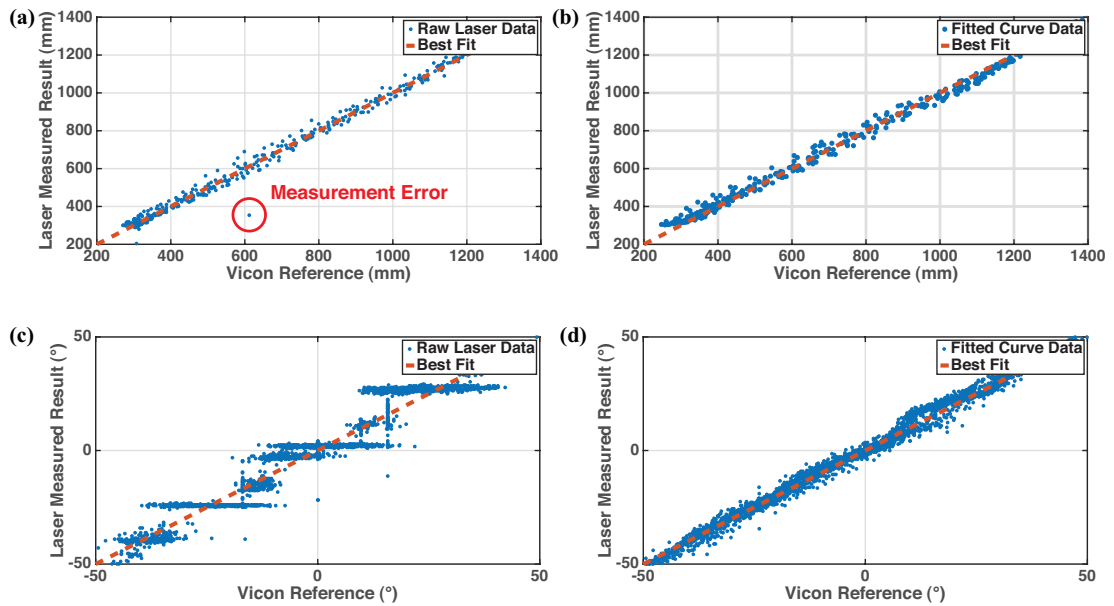 (a)
1400
1200
1000
800
600
400
200
200 400 600 800 1000 1200 1400
Laser Measured Result (mm)
Vicon Reference (mm)
Raw Laser Data
Best Fit
Measurement Error
(b)
1400
1200
1000
800
600
400
200
200 400 600 800 1000 1200 1400
Laser Measured Result (mm)
Vicon Reference (mm)
Fitted Curve Data
Best Fit
(c)
50
0
-50
-50 0 50
Laser Measured Result (°)
Vicon Reference (°)
Raw Laser Data
Best Fit
(d)
50
0
-50
-50 0 50
Laser Measured Result (°)
Vicon Reference (°)
Fitted Curve Data
Best Fit